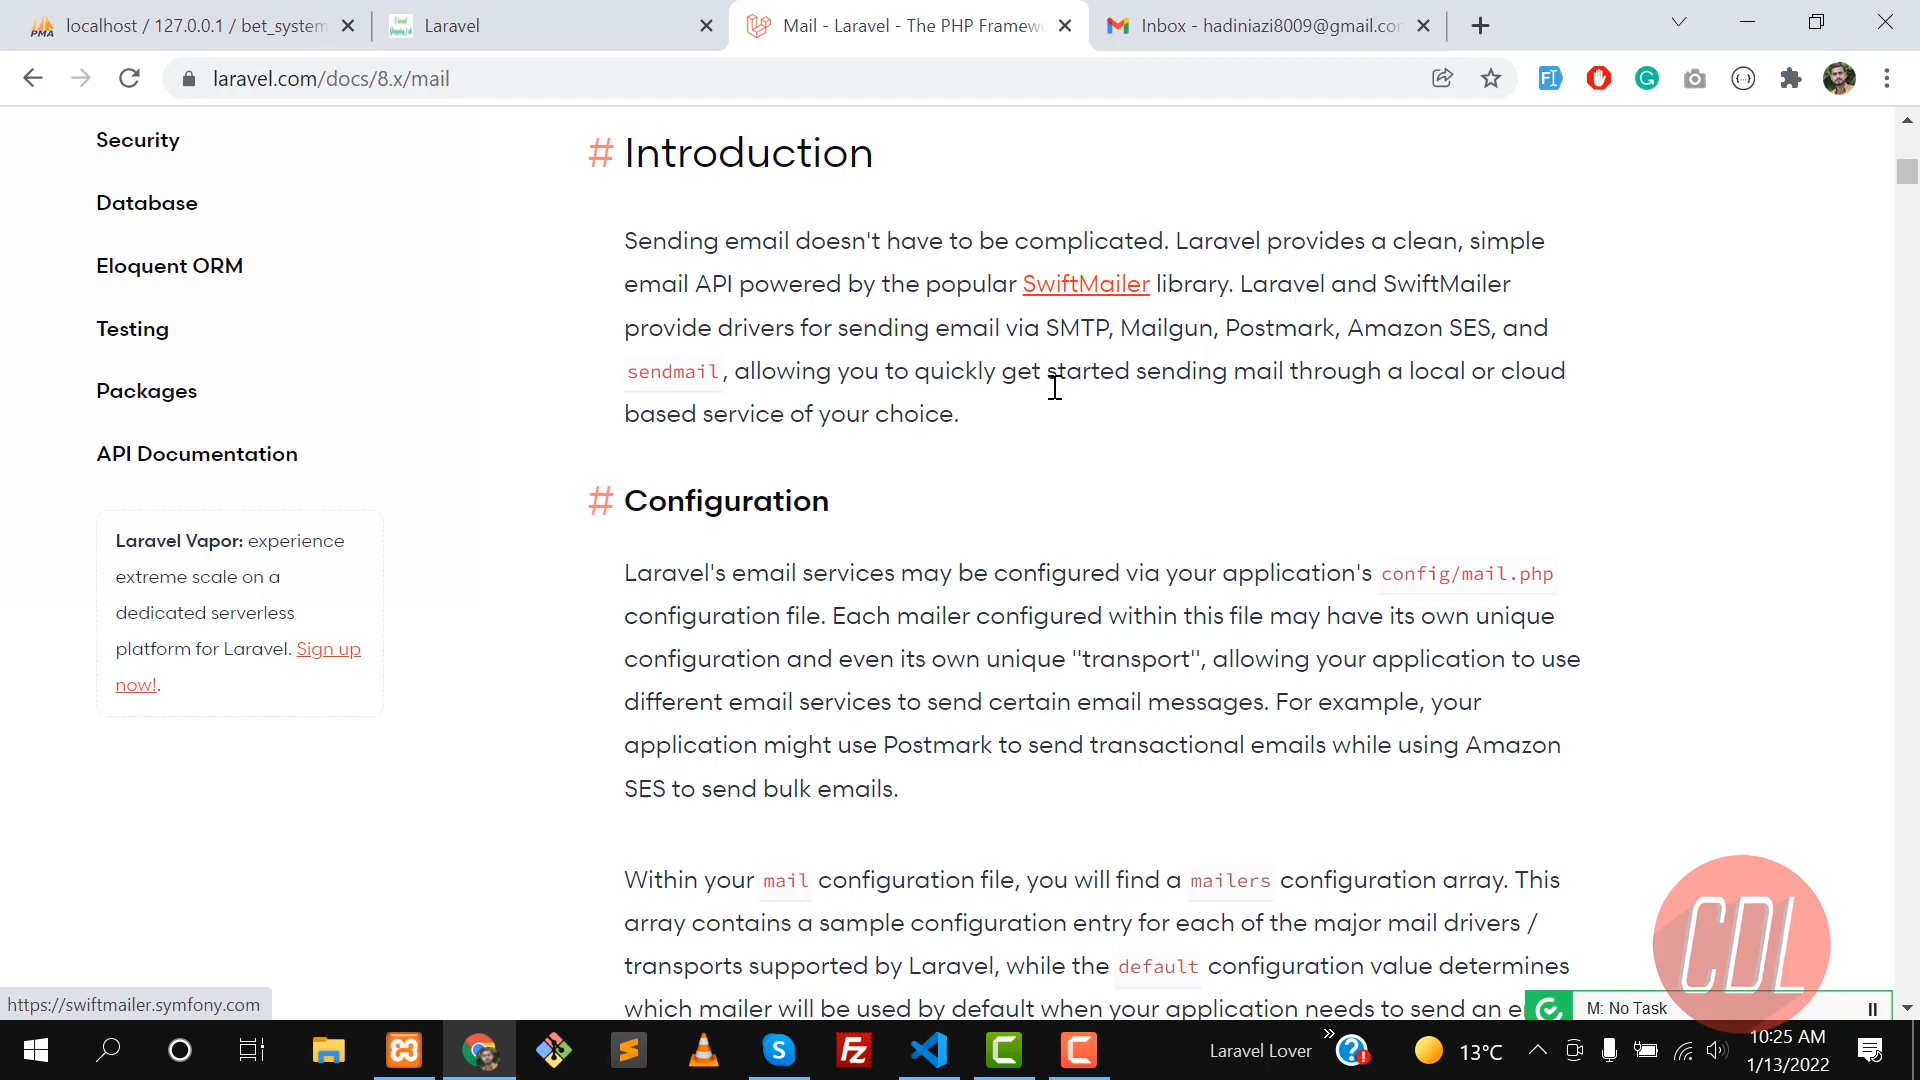 localhost / 127.0.0.1 / bet_system
Laravel
Mail - Laravel - The PHP Framew
Inbox - hadiniazi8009@gmail.co
laravel.com/docs/8.x/mail
Security
Database
Eloquent ORM
Testing
Packages
API Documentation
Laravel Vapor: experience
extreme scale on a
dedicated serverless
platform for Laravel. Sign up
now!.
# Introduction
Sending email doesn't have to be complicated. Laravel provides a clean, simple
email API powered by the popular SwiftMailer library. Laravel and SwiftMailer
provide drivers for sending email via SMTP, Mailgun, Postmark, Amazon SES, and
sendmail, allowing you to quickly get started sending mail through a local or cloud
based service of your choice.
# Configuration
Laravel's email services may be configured via your application's config/mail.php
configuration file. Each mailer configured within this file may have its own unique
configuration and even its own unique "transport", allowing your application to use
different email services to send certain email messages. For example, your
application might use Postmark to send transactional emails while using Amazon
SES to send bulk emails.
Within your mail configuration file, you will find a mailers configuration array. This
array contains a sample configuration entry for each of the major mail drivers /
transports supported by Laravel, while the default configuration value determines
which mailer will be used by default when your application needs to send an e
https://swiftmailer.symfony.com
CDL
M: No Task
Laravel Lover
13°C
10:25 AM
1/13/2022